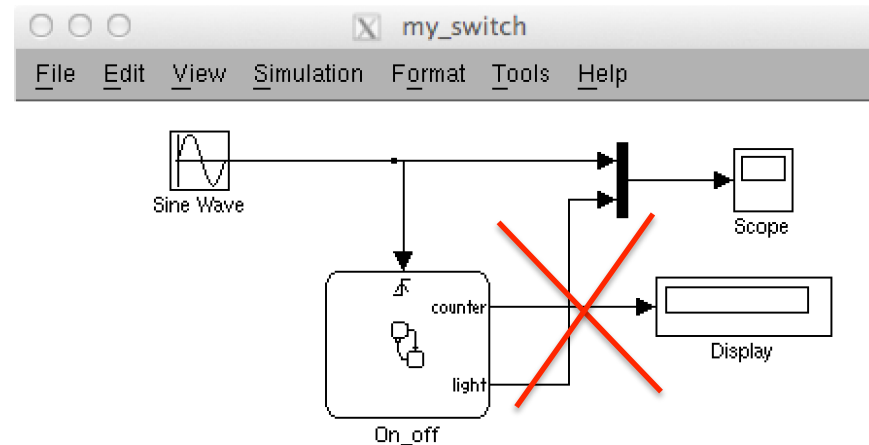 my_switch
File Edit View Simulation Format Tools Help
Sine Wave
Scope
counter
Display
light
On_off